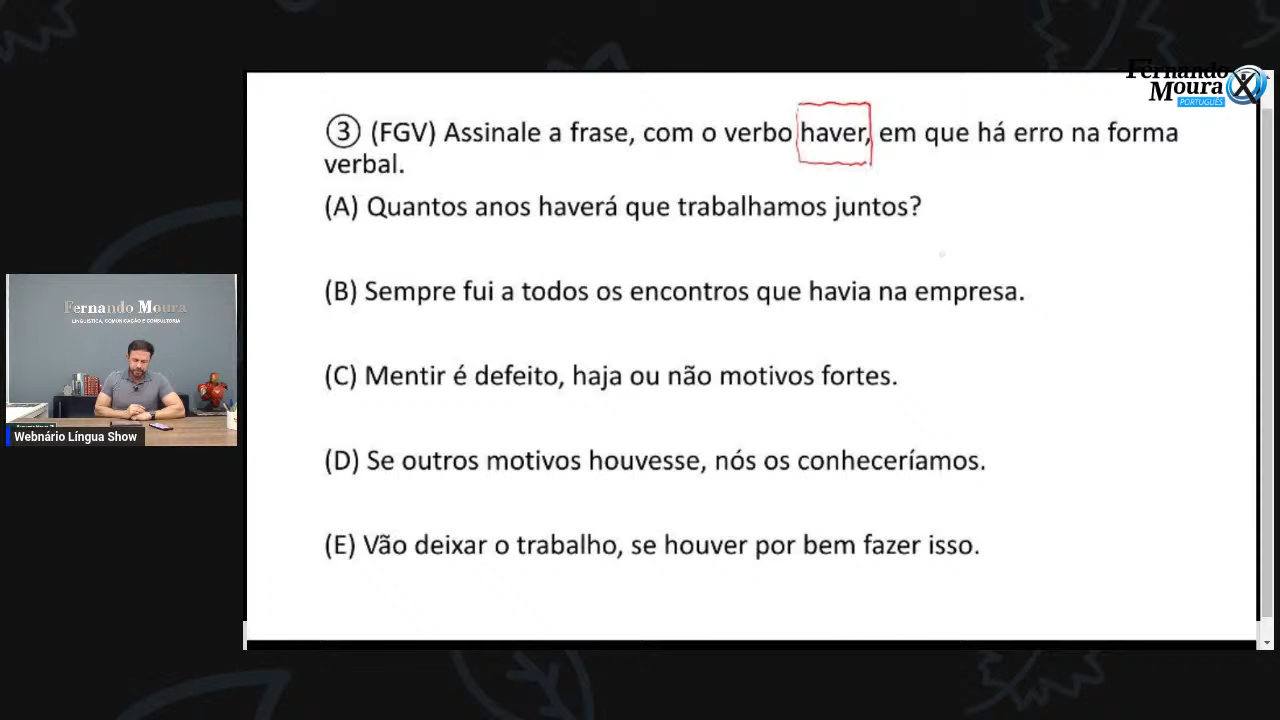 Fernando
Moura
PORTUGUÊS
③ (FGV) Assinale a frase, com o verbo haver, em que há erro na forma
verbal.
(A) Quantos anos haverá que trabalhamos juntos?
(B) Sempre fui a todos os encontros que havia na empresa.
(C) Mentir é defeito, haja ou não motivos fortes.
(D) Se outros motivos houvesse, nós os conheceríamos.
(E) Vão deixar o trabalho, se houver por bem fazer isso.
Fernando Moura
LINGUÍSTICA, COMUNICAÇÃO E CONSULTORIA
Webnário Língua Show